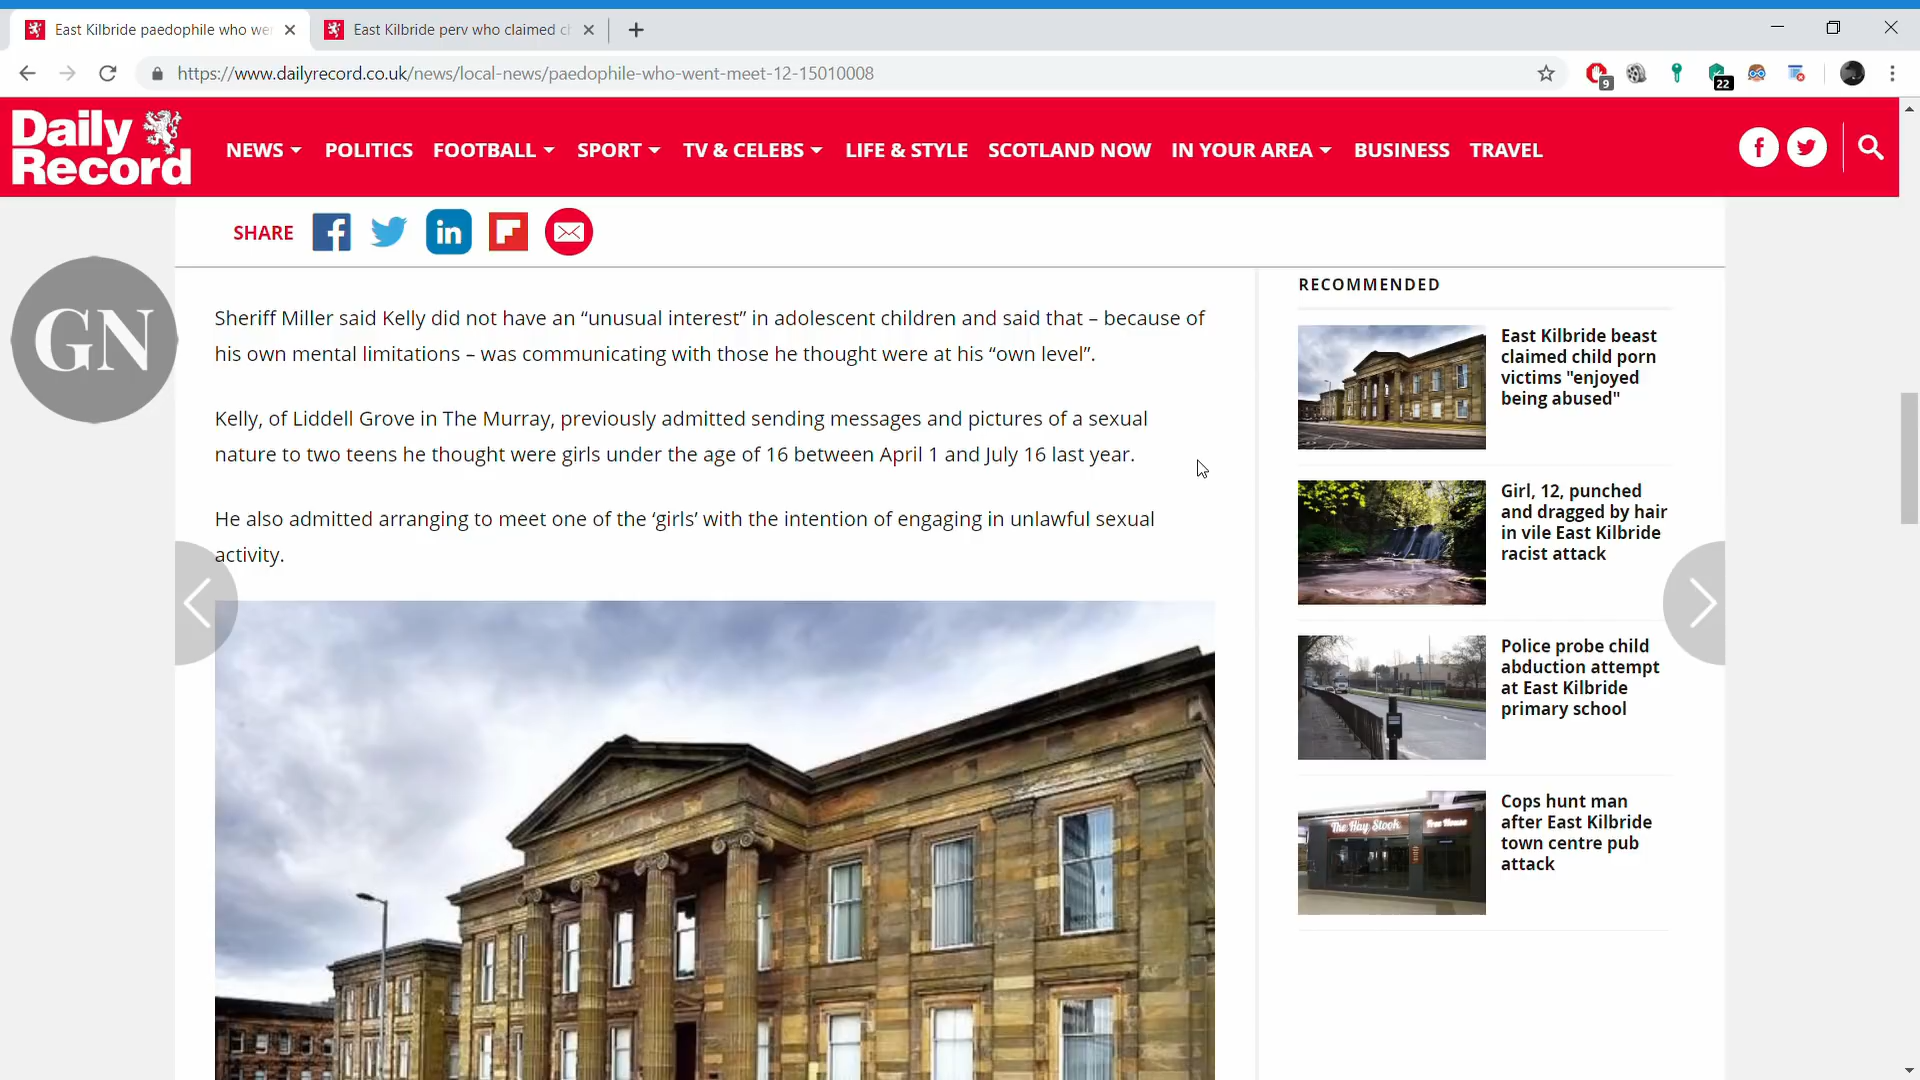 East Kilbride paedophile who we
East Kilbride perv who claimed c
https://www.dailyrecord.co.uk/news/local-news/paedophile-who-went-meet-12-15010008
9
22
Daily
Record
NEWS
POLITICS
FOOTBALL
SPORT
TV & CELEBS
LIFE & STYLE
SCOTLAND NOW
IN YOUR AREA
BUSINESS
TRAVEL
SHARE
GN
Sheriff Miller said Kelly did not have an “unusual interest” in adolescent children and said that – because of
his own mental limitations – was communicating with those he thought were at his “own level”.
Kelly, of Liddell Grove in The Murray, previously admitted sending messages and pictures of a sexual
nature to two teens he thought were girls under the age of 16 between April 1 and July 16 last year.
He also admitted arranging to meet one of the ‘girls’ with the intention of engaging in unlawful sexual
activity.
RECOMMENDED
East Kilbride beast
claimed child porn
victims "enjoyed
being abused"
Girl, 12, punched
and dragged by hair
in vile East Kilbride
racist attack
Police probe child
abduction attempt
at East Kilbride
primary school
The Hay Stook
Free House
Cops hunt man
after East Kilbride
town centre pub
attack